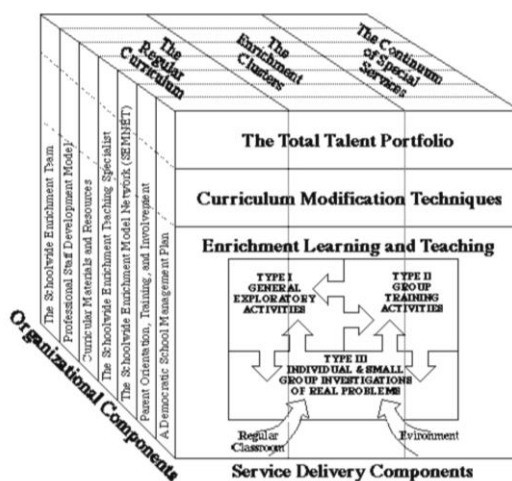 The
Regular
Curriculum
The
Enrichment
Clusters
The Continuum
of Special
Services
The Total Talent Portfolio
Curriculum Modification Techniques
Enrichment Learning and Teaching
TYPE I
GENERAL
EXPLORATORY
ACTIVITIES
TYPE II
GROUP
TRAINING
ACTIVITIES
TYPE III
INDIVIDUAL & SMALL
GROUP INVESTIGATIONS
OF REAL PROBLEMS
Regular
Classroom
Evironment
Service Delivery Components
The Schoolwide Enrichment Team
Professional Staff Development Model
Curricular Materials and Resources
The Schoolwide Enrichment Teaching Specialist
The Schoolwide Enrichment Model Network (SEMNET)
Parent Orientation, Training, and Involvement
A Democratic School Management Plan
Organizational Components